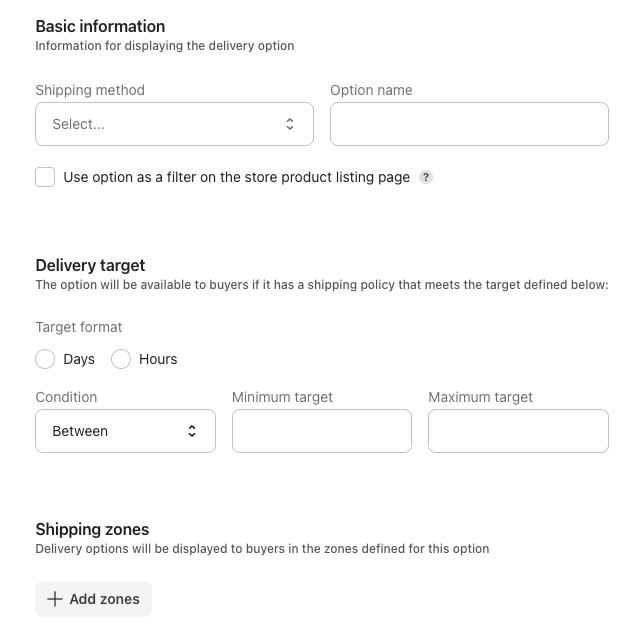 Basic information
Information for displaying the delivery option
Shipping method
Option name
Select...
Use option as a filter on the store product listing page ?
Delivery target
The option will be available to buyers if it has a shipping policy that meets the target defined below:
Target format
Days
Hours
Condition
Minimum target
Maximum target
Between
Shipping zones
Delivery options will be displayed to buyers in the zones defined for this option
Add zones